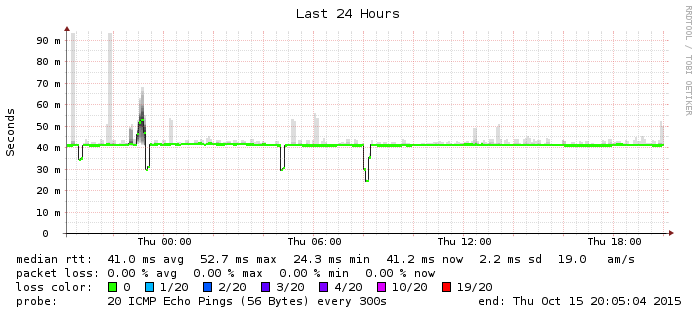 Last 24 Hours
RRDTOOL / TOBI OETIKER
Seconds
90 m
80 m
70 m
60 m
50 m
40 m
30 m
20 m
10 m
0
Thu 00:00 Thu 06:00 Thu 12:00 Thu 18:00
median rtt: 41.0 ms avg 52.7 ms max 24.3 ms min 41.2 ms now 2.2 ms sd 19.0 am/s
packet loss: 0.00 % avg 0.00 % max 0.00 % min 0.00 % now
loss color: 0 1/20 2/20 3/20 4/20 10/20 19/20
probe: 20 ICMP Echo Pings (56 Bytes) every 300s end: Thu Oct 15 20:05:04 2015